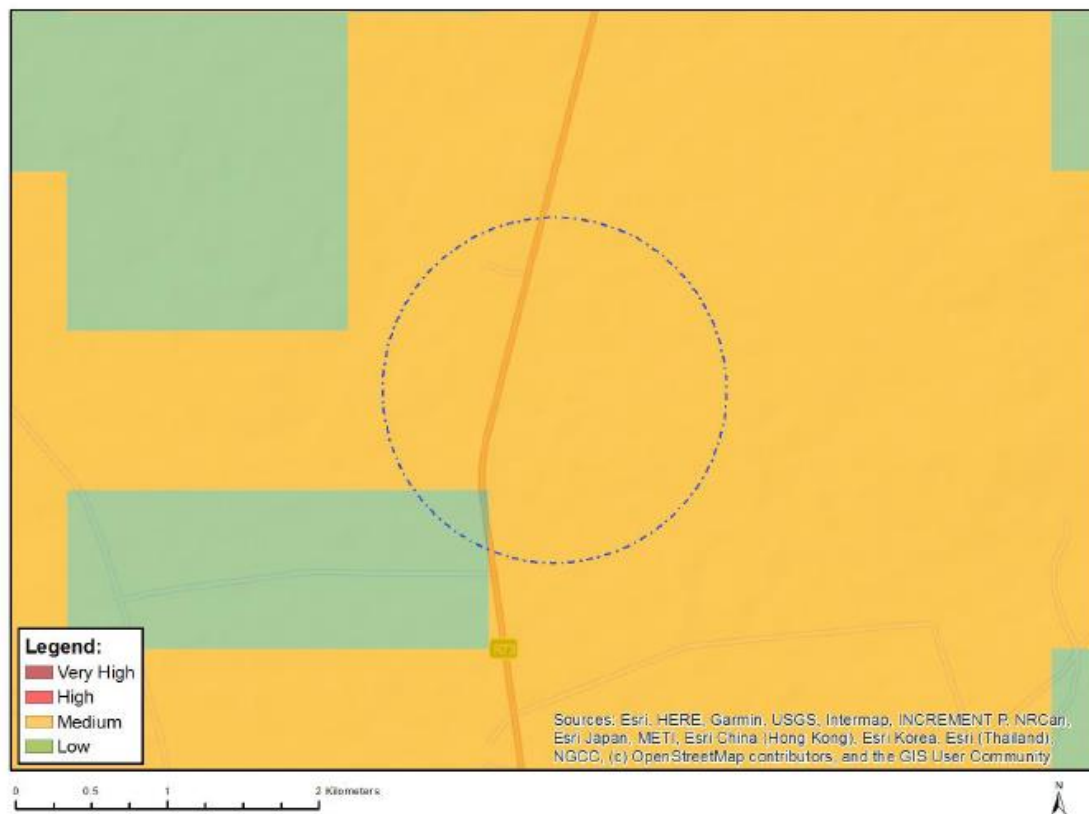 Legend:
Very High
High
Medium
Low
Sources: Esri, HERE, Garmin, USGS, Intermap, INCREMENT P, NRCan,
Esri Japan, METI, Esri China (Hong Kong), Esri Korea, Esri (Thailand),
NGCC, (c) OpenStreetMap contributors, and the GIS User Community
0 0.5 1 2 Kilometers
N